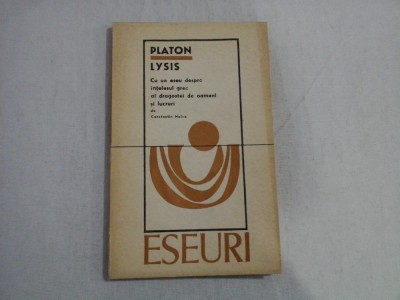 PLATON
LYSIS
Cu un eseu despre
înțelesul grec
al dragostei de oameni
și lucruri
de
Constantin Noica
ESEURI